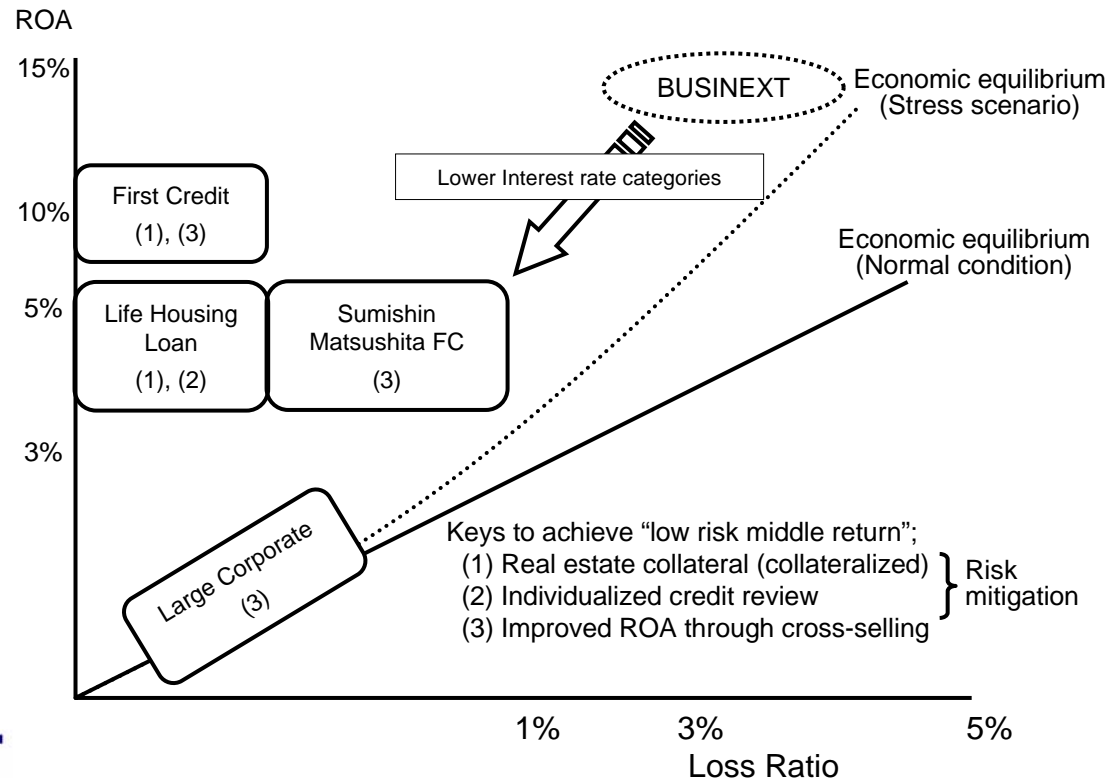 ROA
15%
BUSINEXT
Economic equilibrium
(Stress scenario)
Lower Interest rate categories
First Credit
(1), (3)
10%
Economic equilibrium
(Normal condition)
5%
Life Housing
Loan
(1), (2)
Sumishin
Matsushita FC
(3)
3%
Large Corporate
(3)
Keys to achieve “low risk middle return”;
(1) Real estate collateral (collateralized)
(2) Individualized credit review
(3) Improved ROA through cross-selling
Risk
mitigation
1% 3% 5%
Loss Ratio